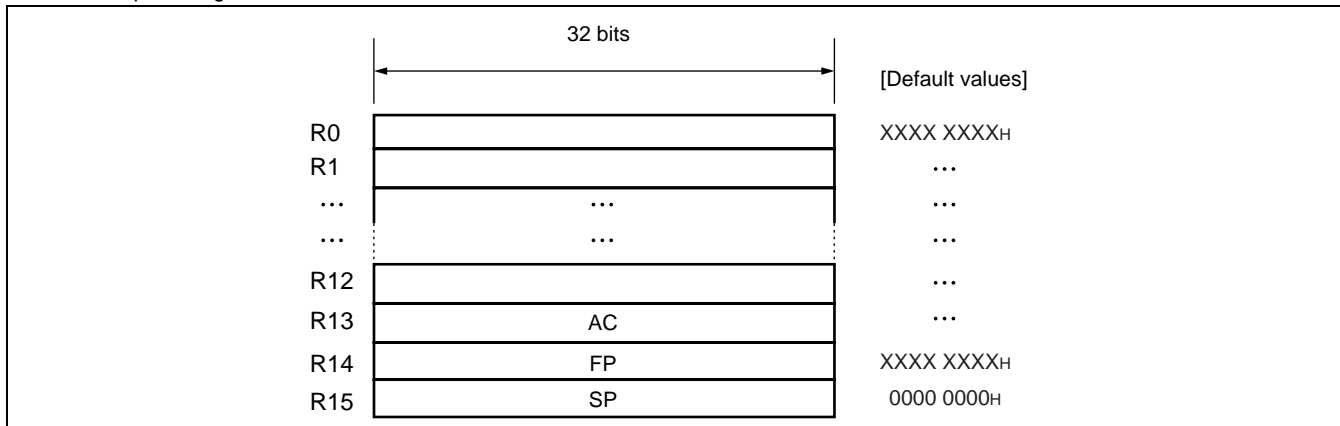 32 bits
[Default values]
R0 XXXX XXXXH
R1 ...
... ... ...
... ... ...
R12 ...
R13 AC ...
R14 FP XXXX XXXXH
R15 SP 0000 0000H